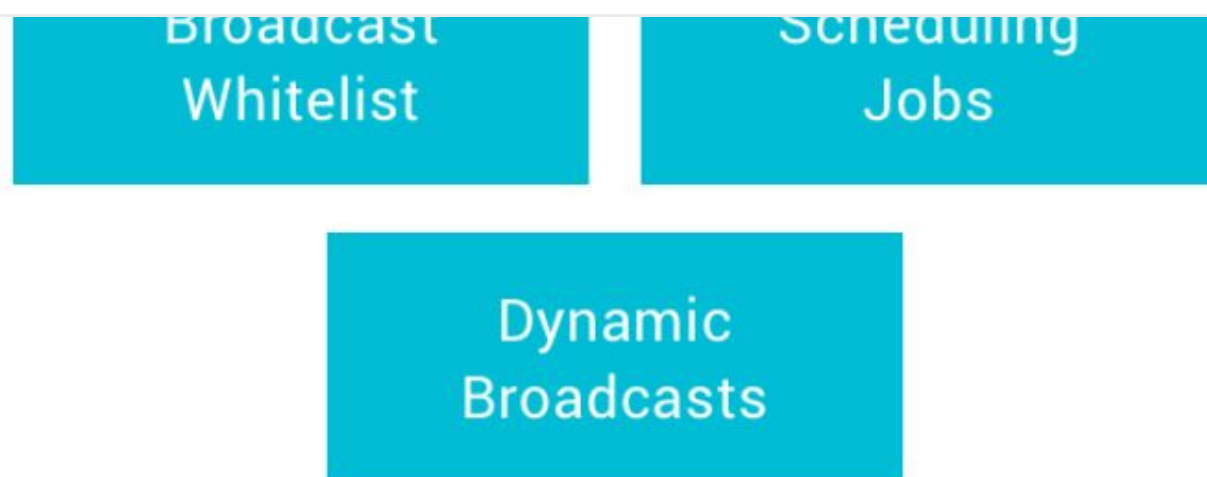 Broadcast
Whitelist
Scheduling
Jobs
Dynamic
Broadcasts